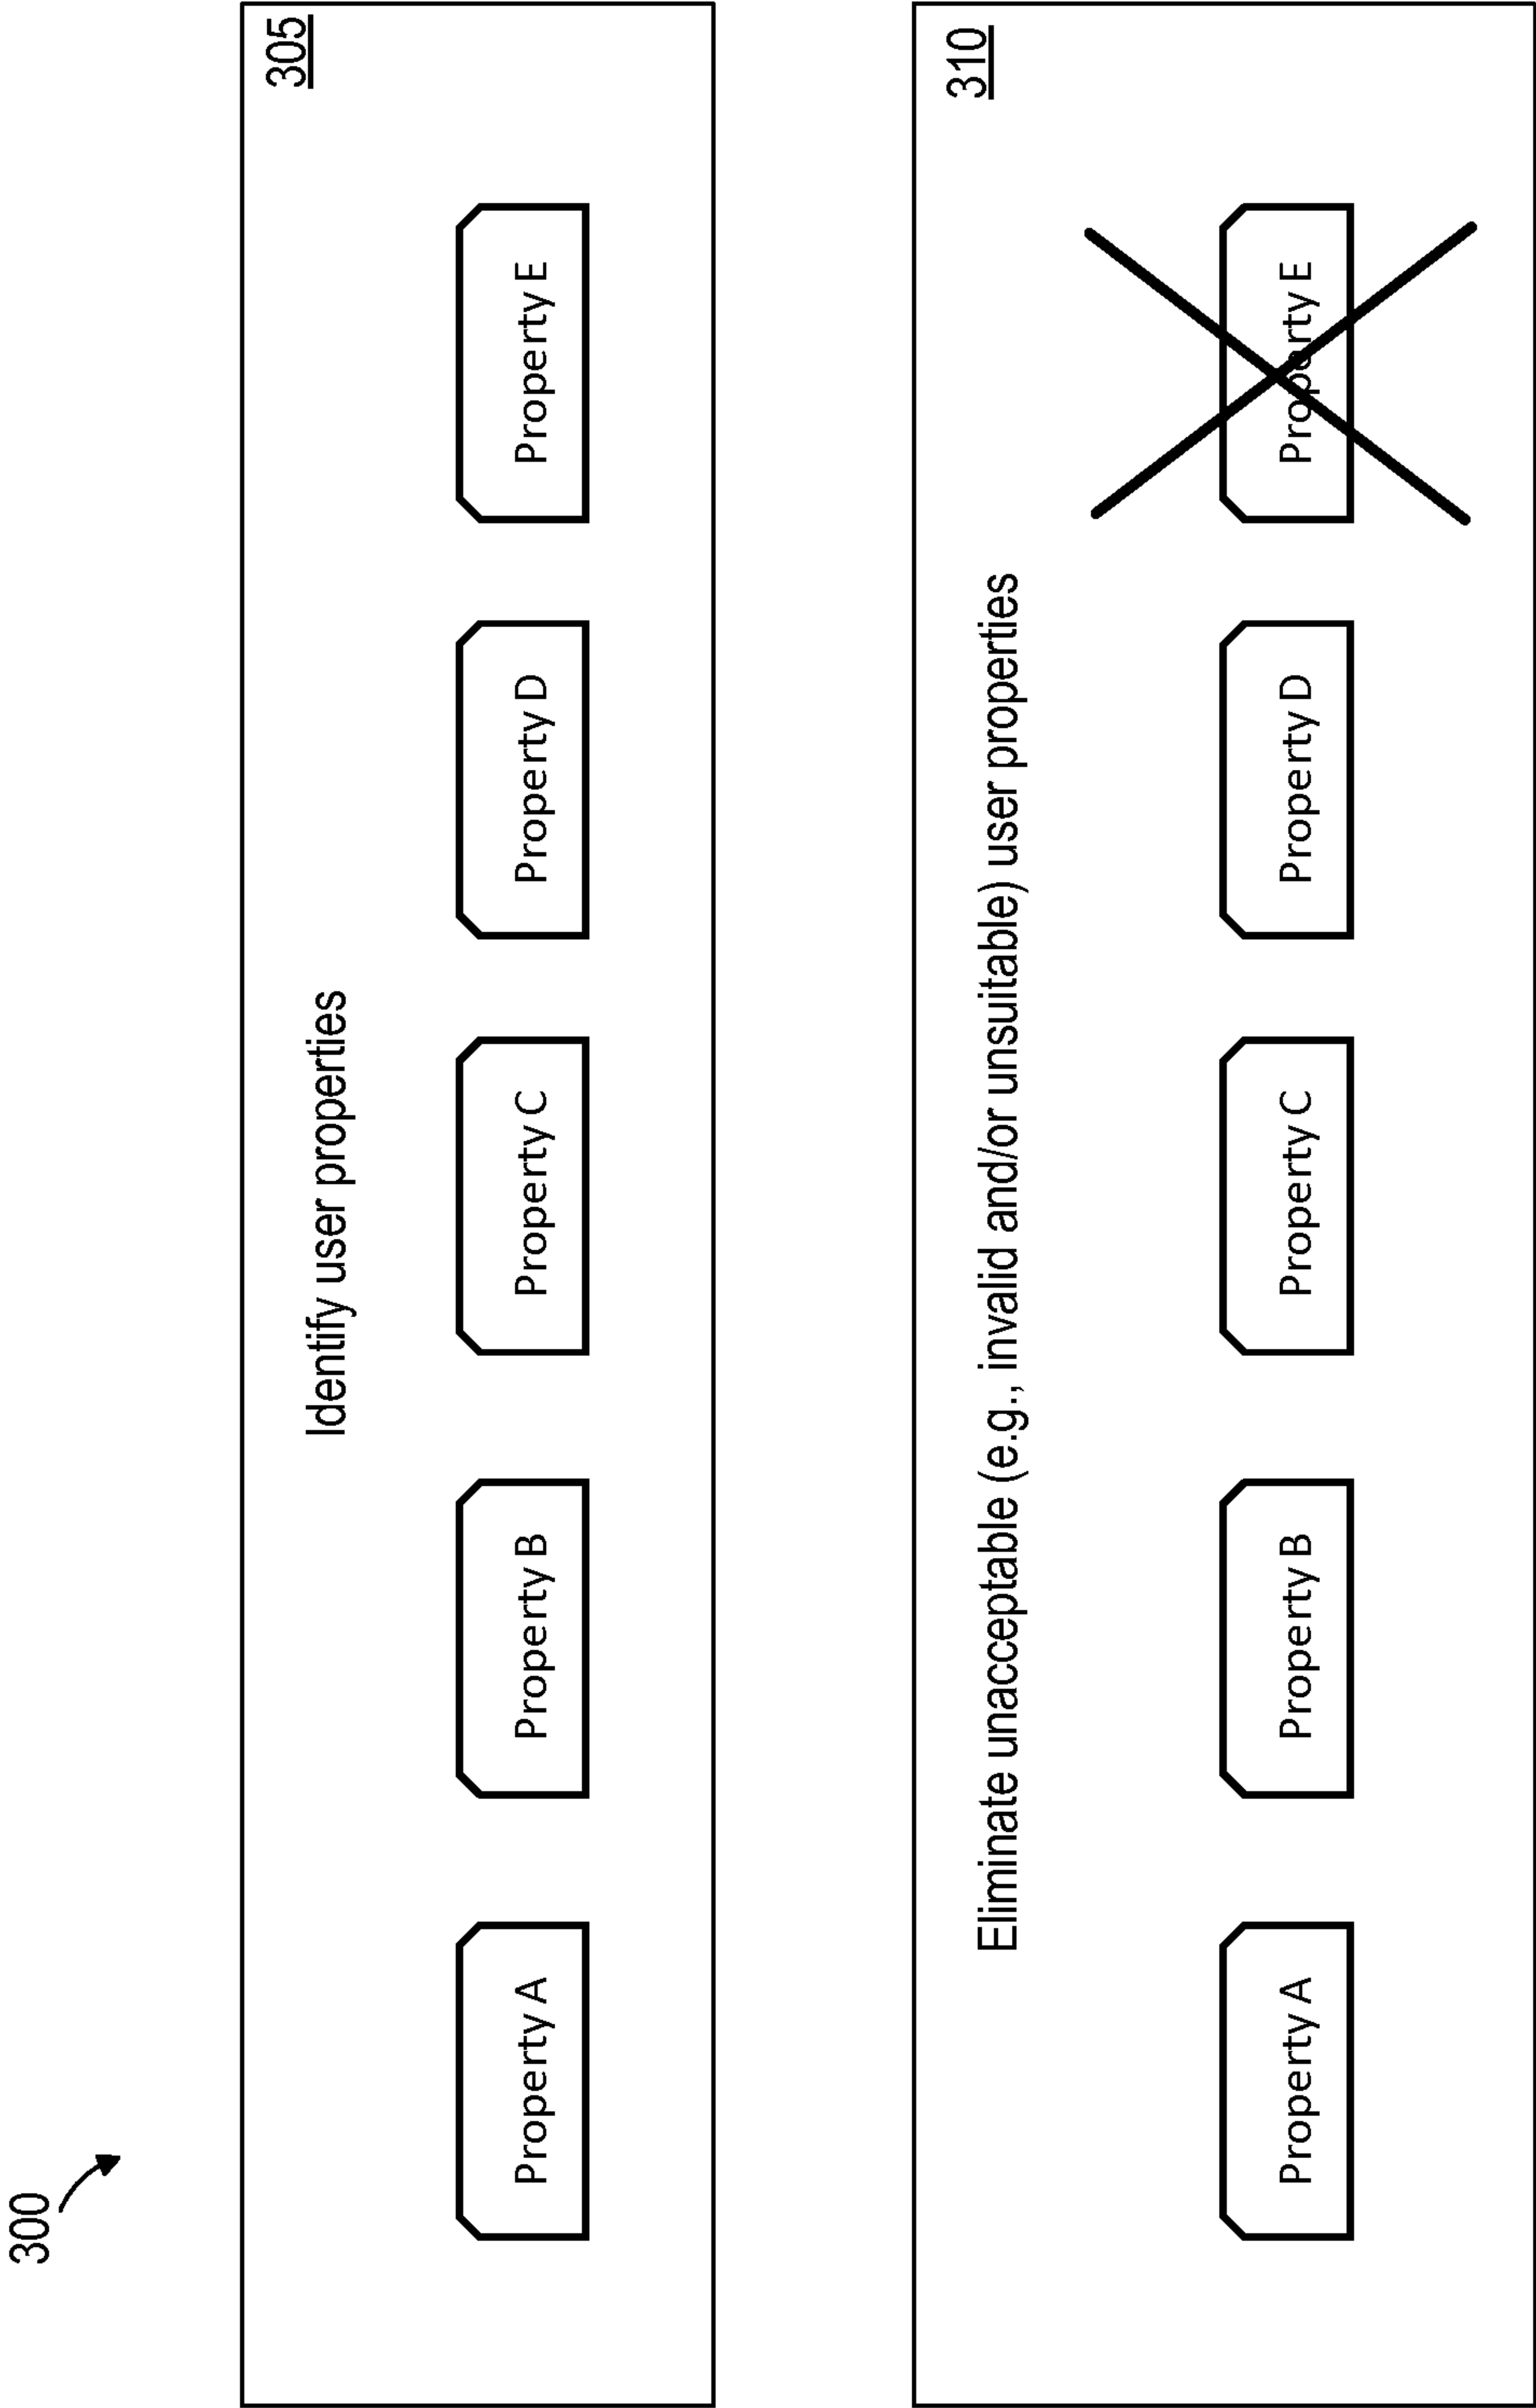 300
305
Identify user properties
Property A
Property B
Property C
Property D
Property E
310
Eliminate unacceptable (e.g., invalid and/or unsuitable) user properties
Property A
Property B
Property C
Property D
Property E